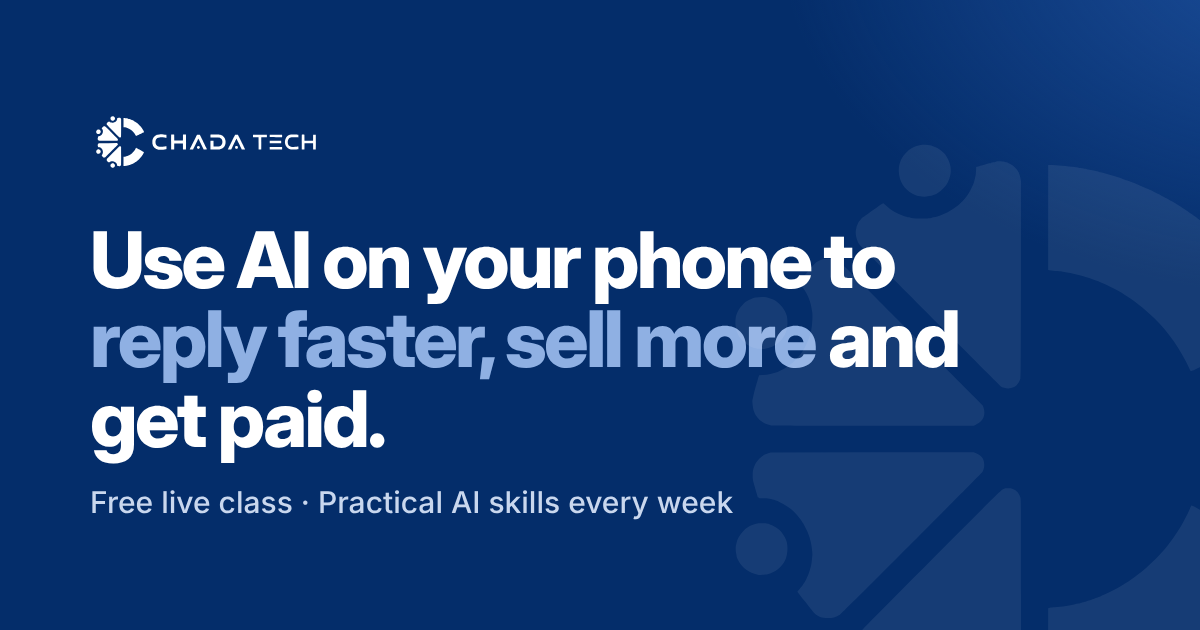 CHADA TECH
Use AI on your phone to
reply faster, sell more and
get paid.
Free live class · Practical AI skills every week